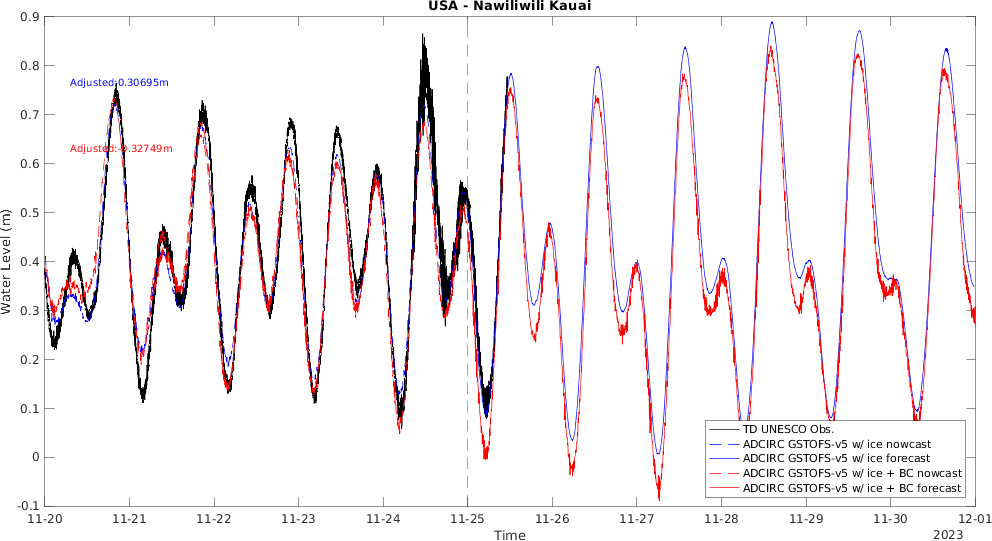 USA - Nawiliwili Kauai
0.9
0.8
0.7
0.6
0.5
0.4
0.3
0.2
0.1
0
-0.1
Water Level (m)
Adjusted:0.30695m
Adjusted:-0.32749m
TD UNESCO Obs.
ADCIRC GSTOFS-v5 w/ ice nowcast
ADCIRC GSTOFS-v5 w/ ice forecast
ADCIRC GSTOFS-v5 w/ ice + BC nowcast
ADCIRC GSTOFS-v5 w/ ice + BC forecast
11-20 11-21 11-22 11-23 11-24 11-25 11-26 11-27 11-28 11-29 11-30 12-01
Time
2023